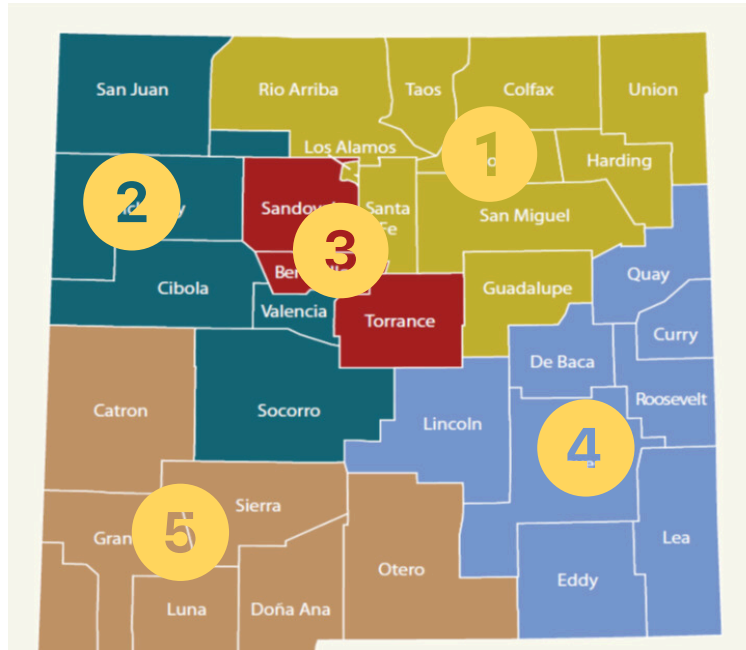 San Juan
Rio Arriba
Taos
Colfax
Union
Los Alamos
1
Harding
2
Santa
Fe
San Miguel
3
Cibola
Valencia
Guadalupe
Quay
Torrance
Curry
De Baca
Catron
Socorro
Lincoln
Roosevelt
4
Sierra
5
Otero
Lea
Eddy
Luna
Doña Ana